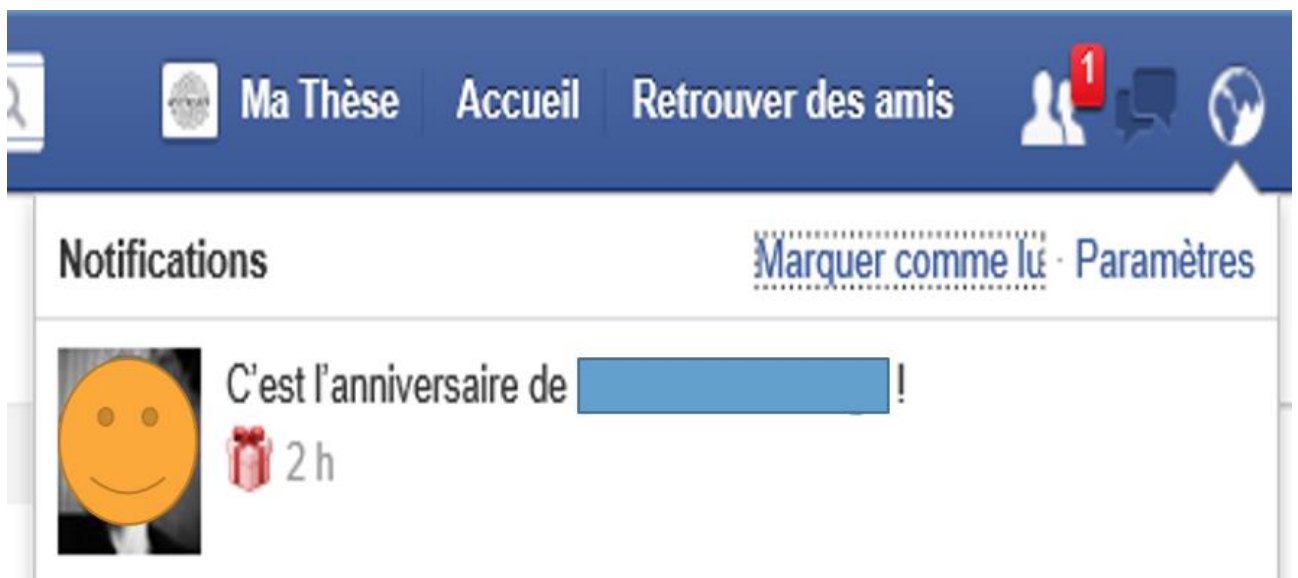 Ma Thèse Accueil Retrouver des amis 1
Notifications Marquer comme lu · Paramètres
C'est l'anniversaire de !
2 h